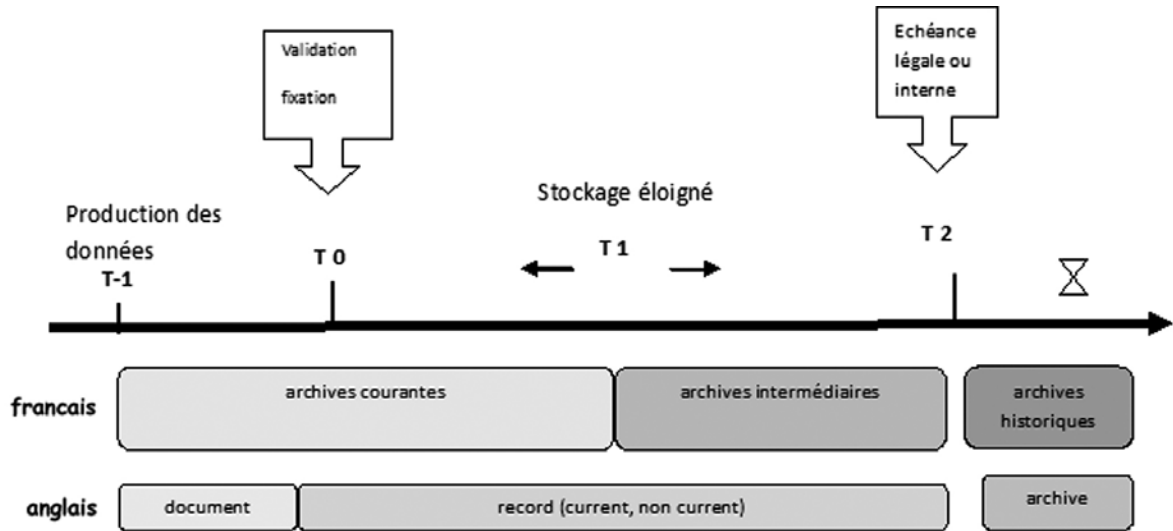 Validation
fixation
Echéance
légale ou
interne
Production des
données
Stockage éloigné
T-1
T 0
T 1
T 2
francais
archives courantes
archives intermédiaires
archives
historiques
anglais
document
record (current, non current)
archive